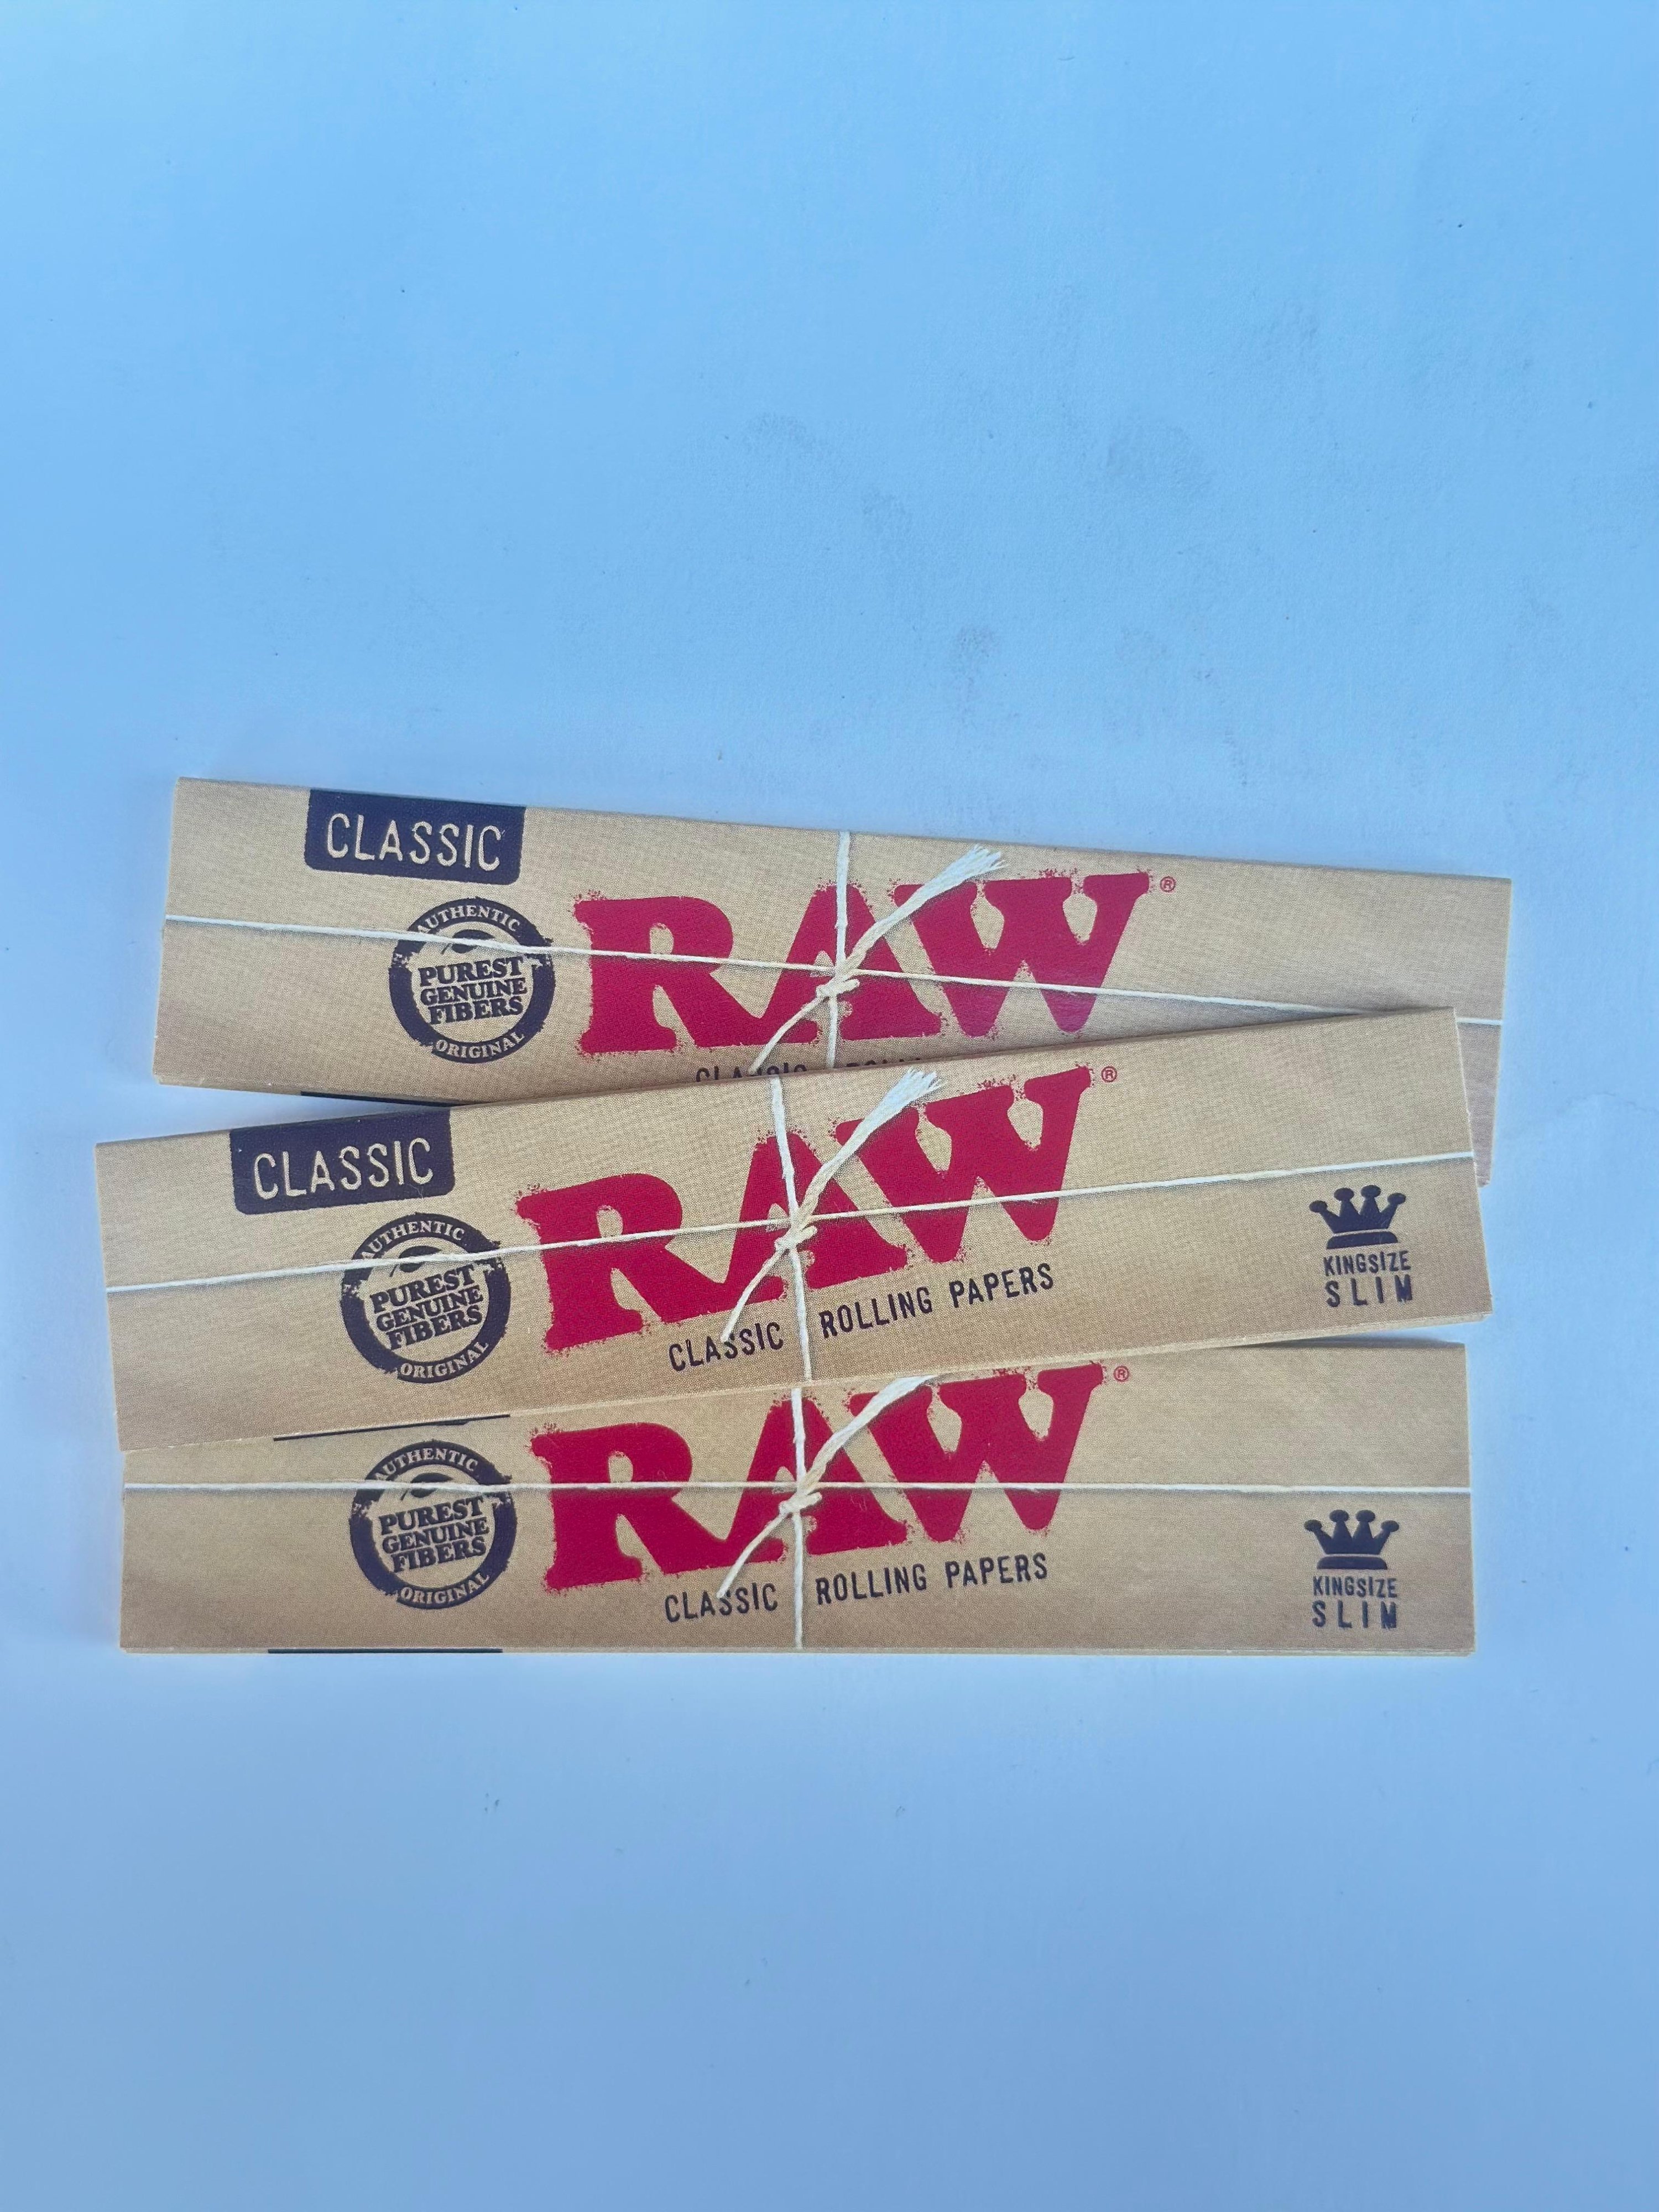 CLASSIC
AUTHENTIC
PUREST
GENUINE
FIBERS
ORIGINAL
RAW®
CLASSIC
AUTHENTIC
PUREST
GENUINE
FIBERS
ORIGINAL
RAW®
CLASSIC ROLLING PAPERS
KINGSIZE
SLIM
AUTHENTIC
PUREST
GENUINE
FIBERS
ORIGINAL
RAW®
CLASSIC ROLLING PAPERS
KINGSIZE
SLIM